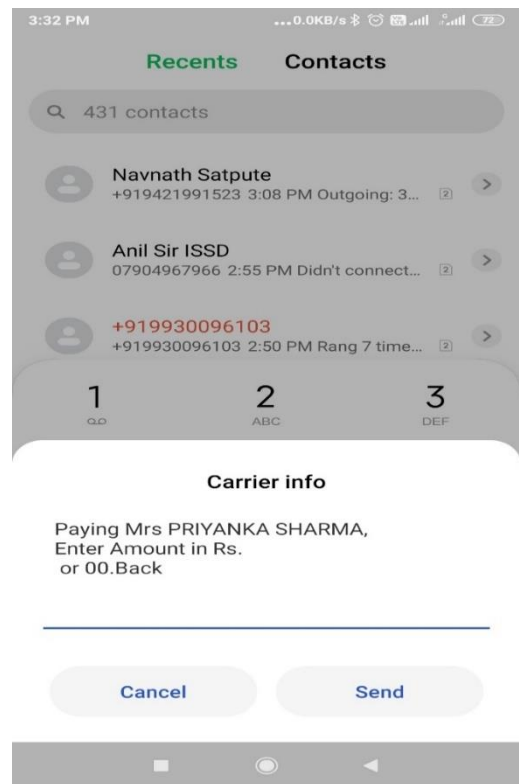 3:32 PM ...0.0KB/s 72
Recents Contacts
431 contacts
Navnath Satpute
+919421991523 3:08 PM Outgoing: 3... 2
Anil Sir ISSD
07904967966 2:55 PM Didn't connect... 2
+919930096103
+919930096103 2:50 PM Rang 7 time... 2
1 2 3
ABC DEF
Carrier info
Paying Mrs PRIYANKA SHARMA,
Enter Amount in Rs.
or 00.Back
Cancel Send